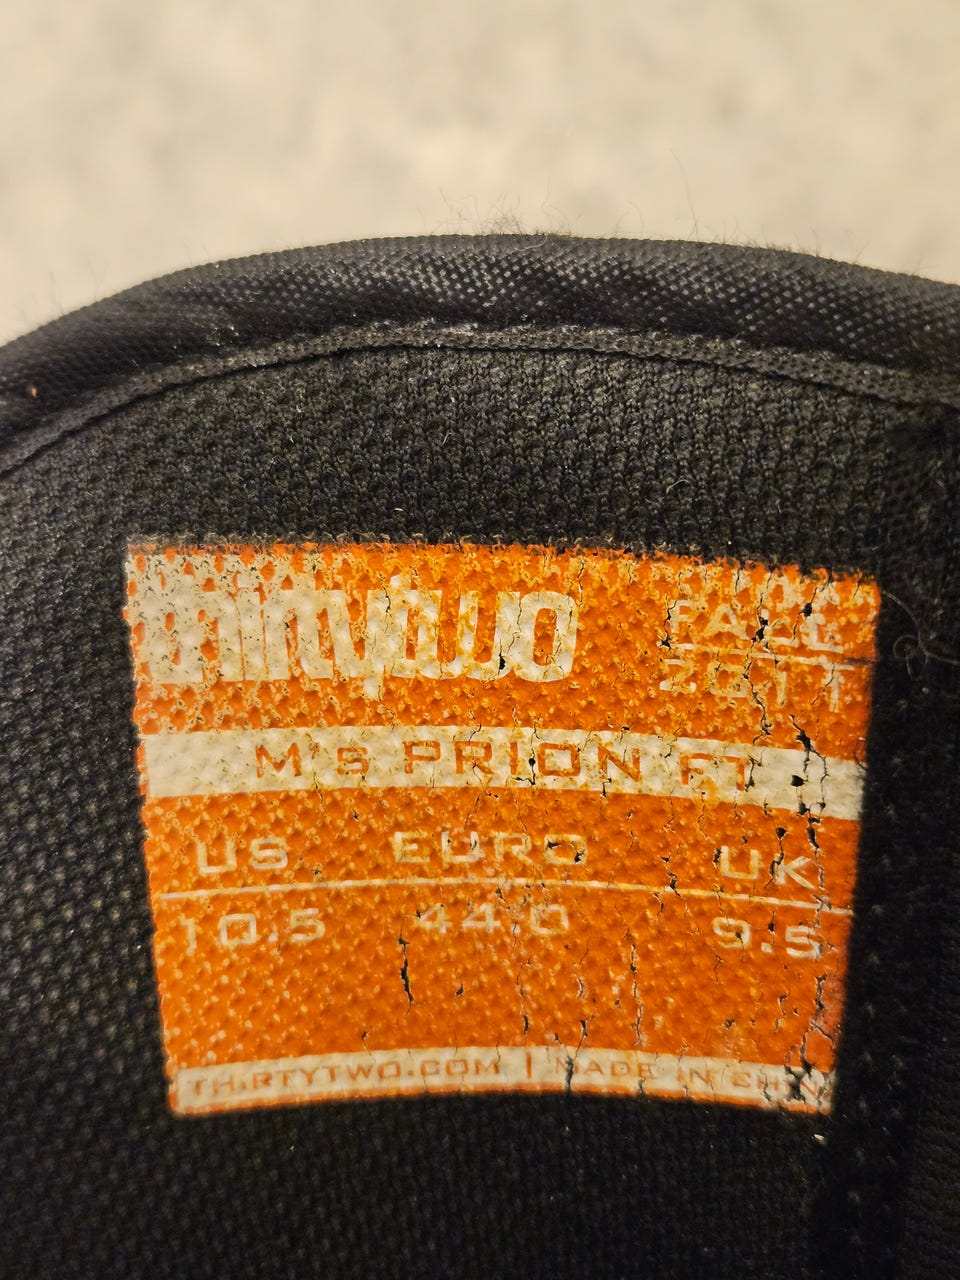 thirtytwo
FALL
2011
M's PRION FT
US EURO UK
10.5 44.0 9.5
THIRTYTWO.COM | MADE IN CHINA